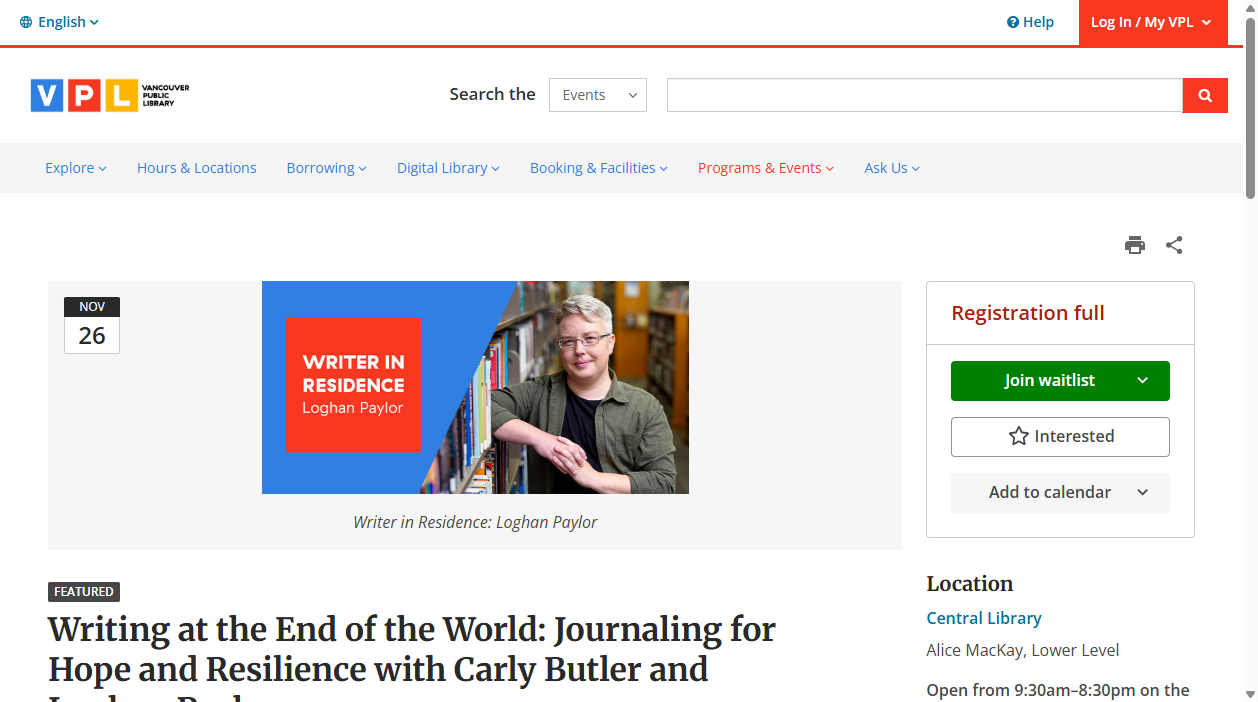 English
Help
Log In / My VPL
V P L VANCOUVER
PUBLIC
LIBRARY
Search the
Events
Explore
Hours & Locations
Borrowing
Digital Library
Booking & Facilities
Programs & Events
Ask Us
NOV
26
WRITER IN
RESIDENCE
Loghan Paylor
Writer in Residence: Loghan Paylor
Registration full
Join waitlist
Interested
Add to calendar
FEATURED
Writing at the End of the World: Journaling for
Hope and Resilience with Carly Butler and
Location
Central Library
Alice MacKay, Lower Level
Open from 9:30am–8:30pm on the